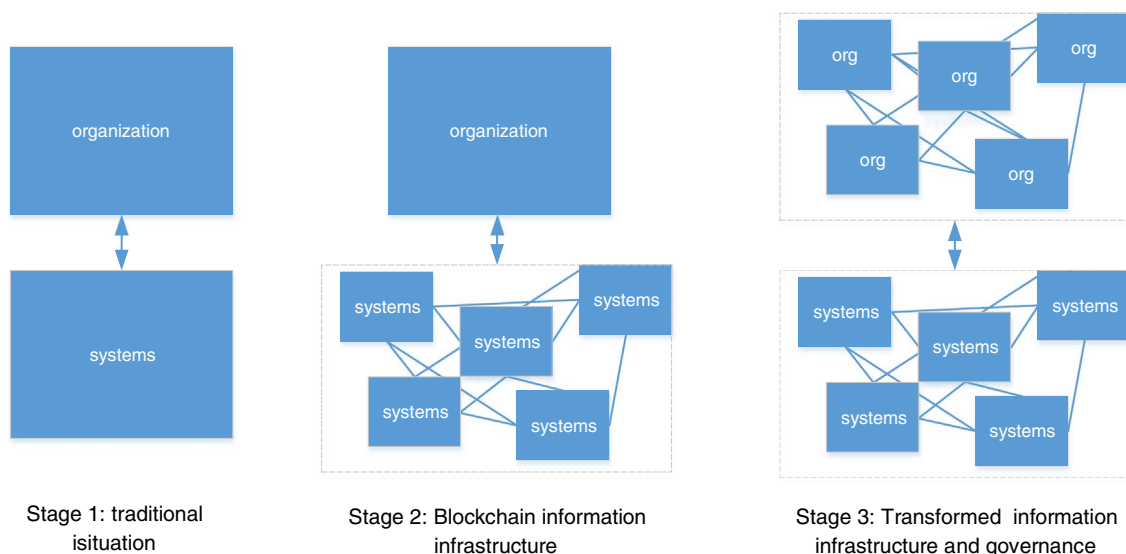 organization
systems
Stage 1: traditional
isituation
organization
systems
systems
systems
systems
systems
Stage 2: Blockchain information
infrastructure
org
org
org
org
org
systems
systems
systems
systems
systems
Stage 3: Transformed information
infrastructure and governance